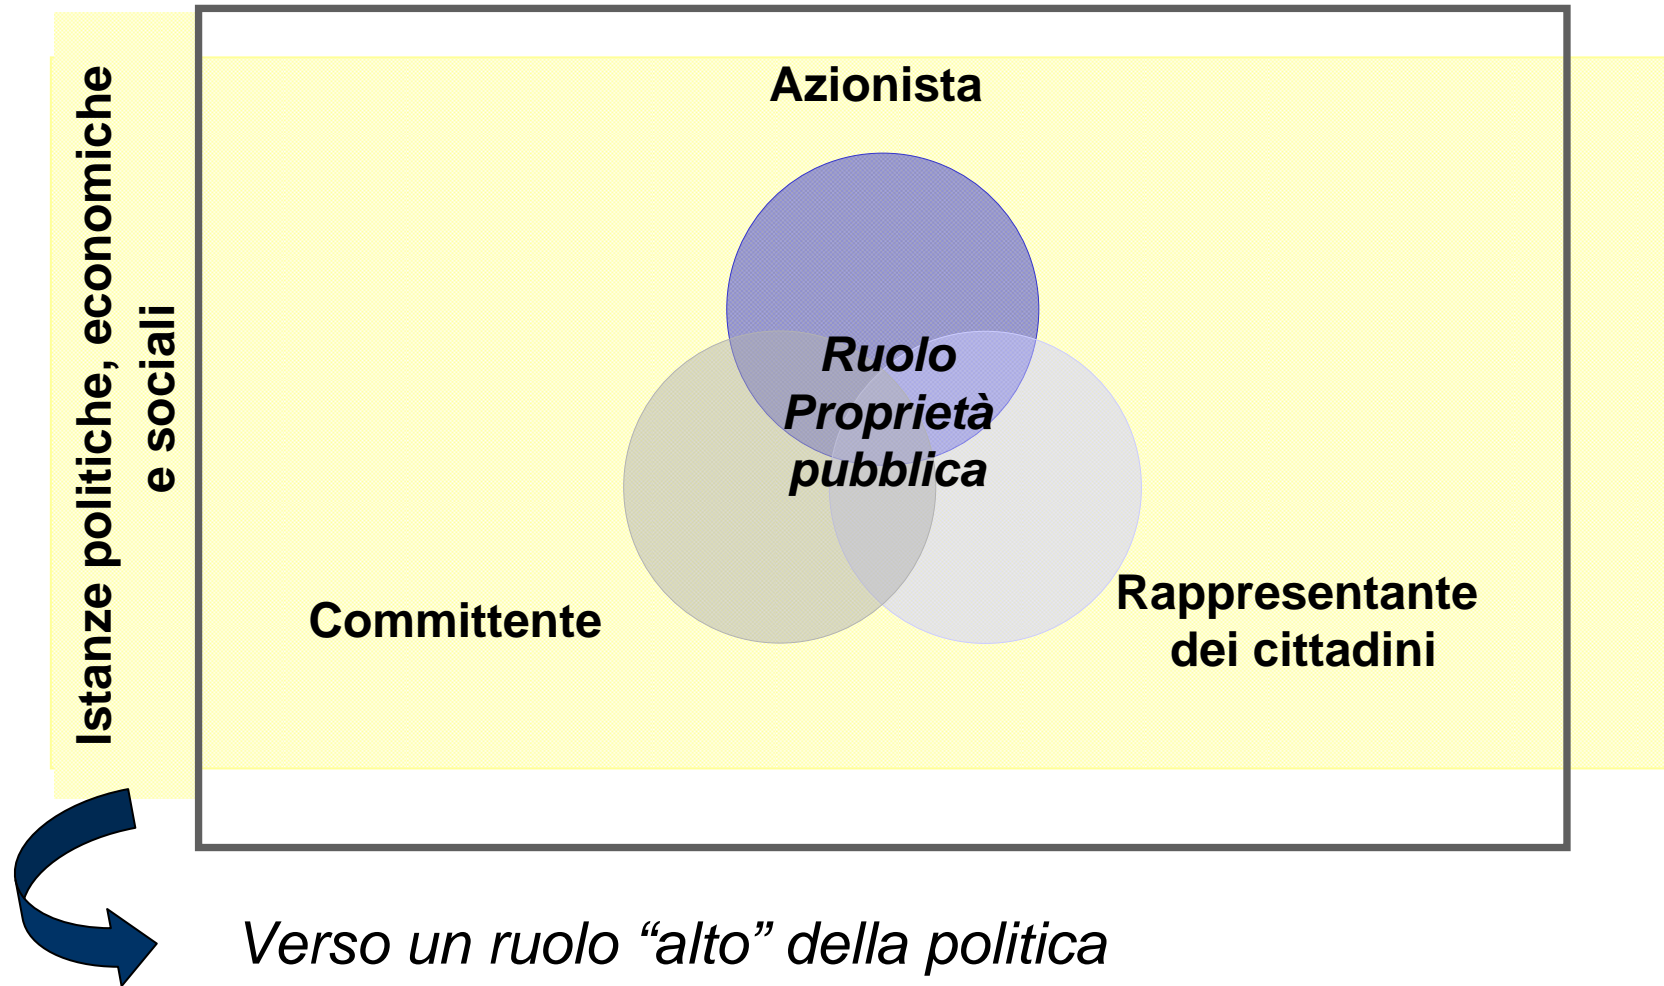 Istanze politiche, economiche
e sociali
Azionista
Ruolo
Proprietà
pubblica
Committente
Rappresentante
dei cittadini
Verso un ruolo “alto” della politica